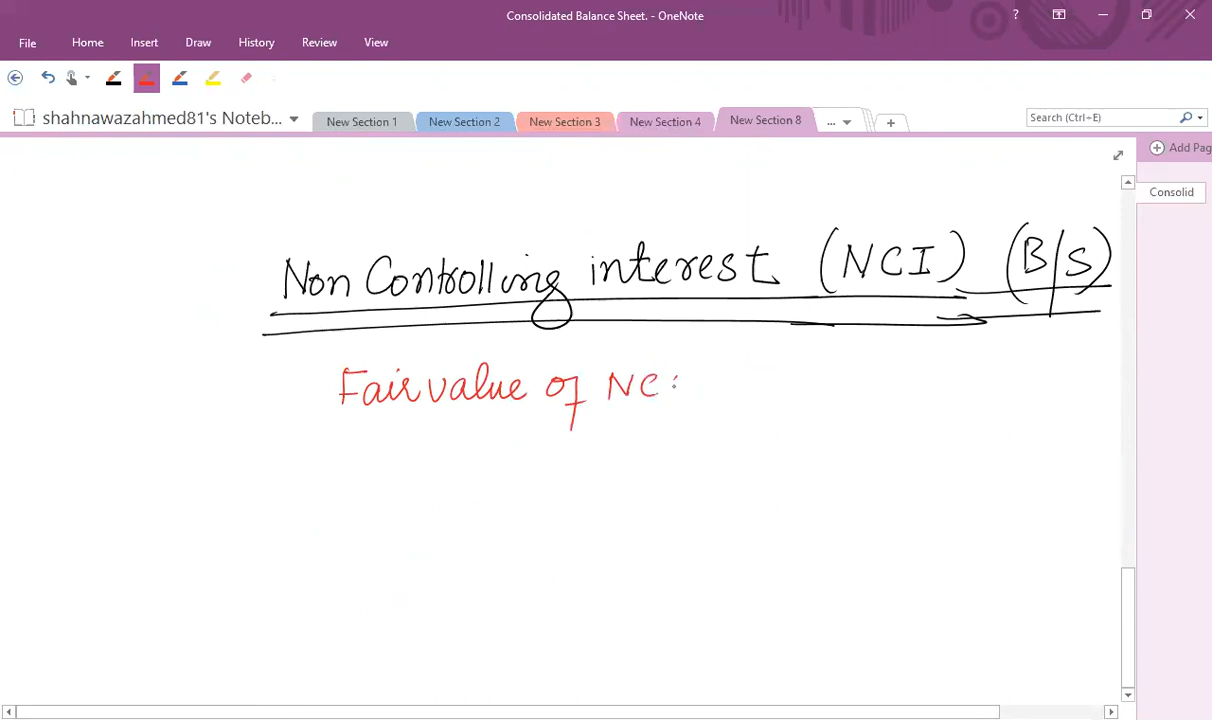 Consolidated Balance Sheet. - OneNote
?
File Home Insert Draw History Review View
shahnawazahmed81's Noteb...
New Section 1 New Section 2 New Section 3 New Section 4 New Section 8 ...
Search (Ctrl+E)
Add Pag
Consolid
Non Controlling interest (NCI) (B/S)
Fair value of NC